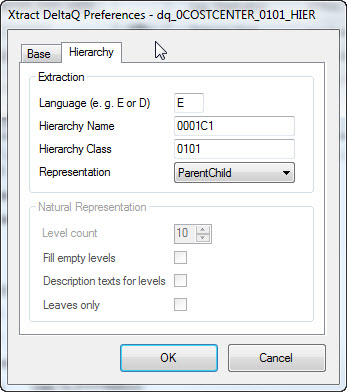 Xtract DeltaQ Preferences - dq_0COSTCENTER_0101_HIER
Base Hierarchy
Extraction
Language (e. g. E or D) E
Hierarchy Name 0001C1
Hierarchy Class 0101
Representation ParentChild
Natural Representation
Level count 10
Fill empty levels
Description texts for levels
Leaves only
OK Cancel